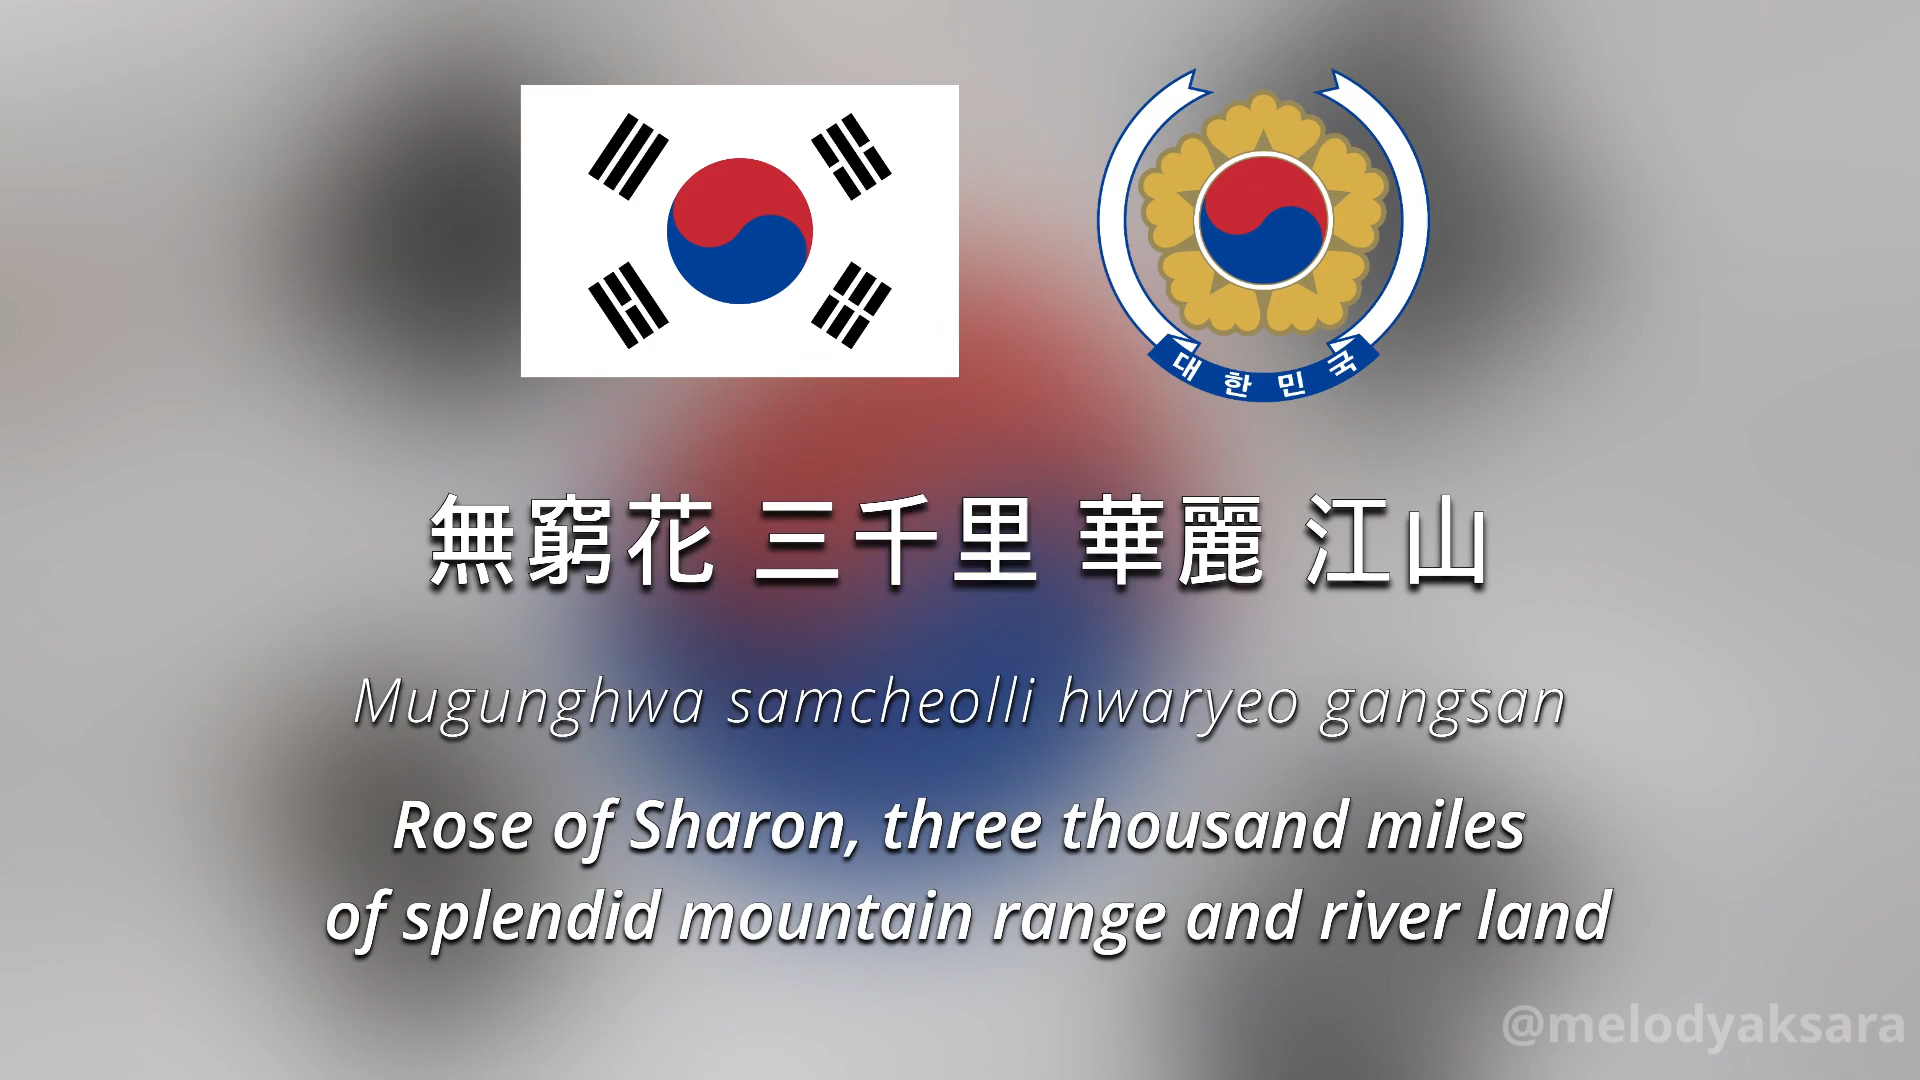 대한민국
無窮花 三千里 華麗 江山
Mugunghwa samcheolli hwaryeo gangsan
Rose of Sharon, three thousand miles
of splendid mountain range and river land
@melodyaksara